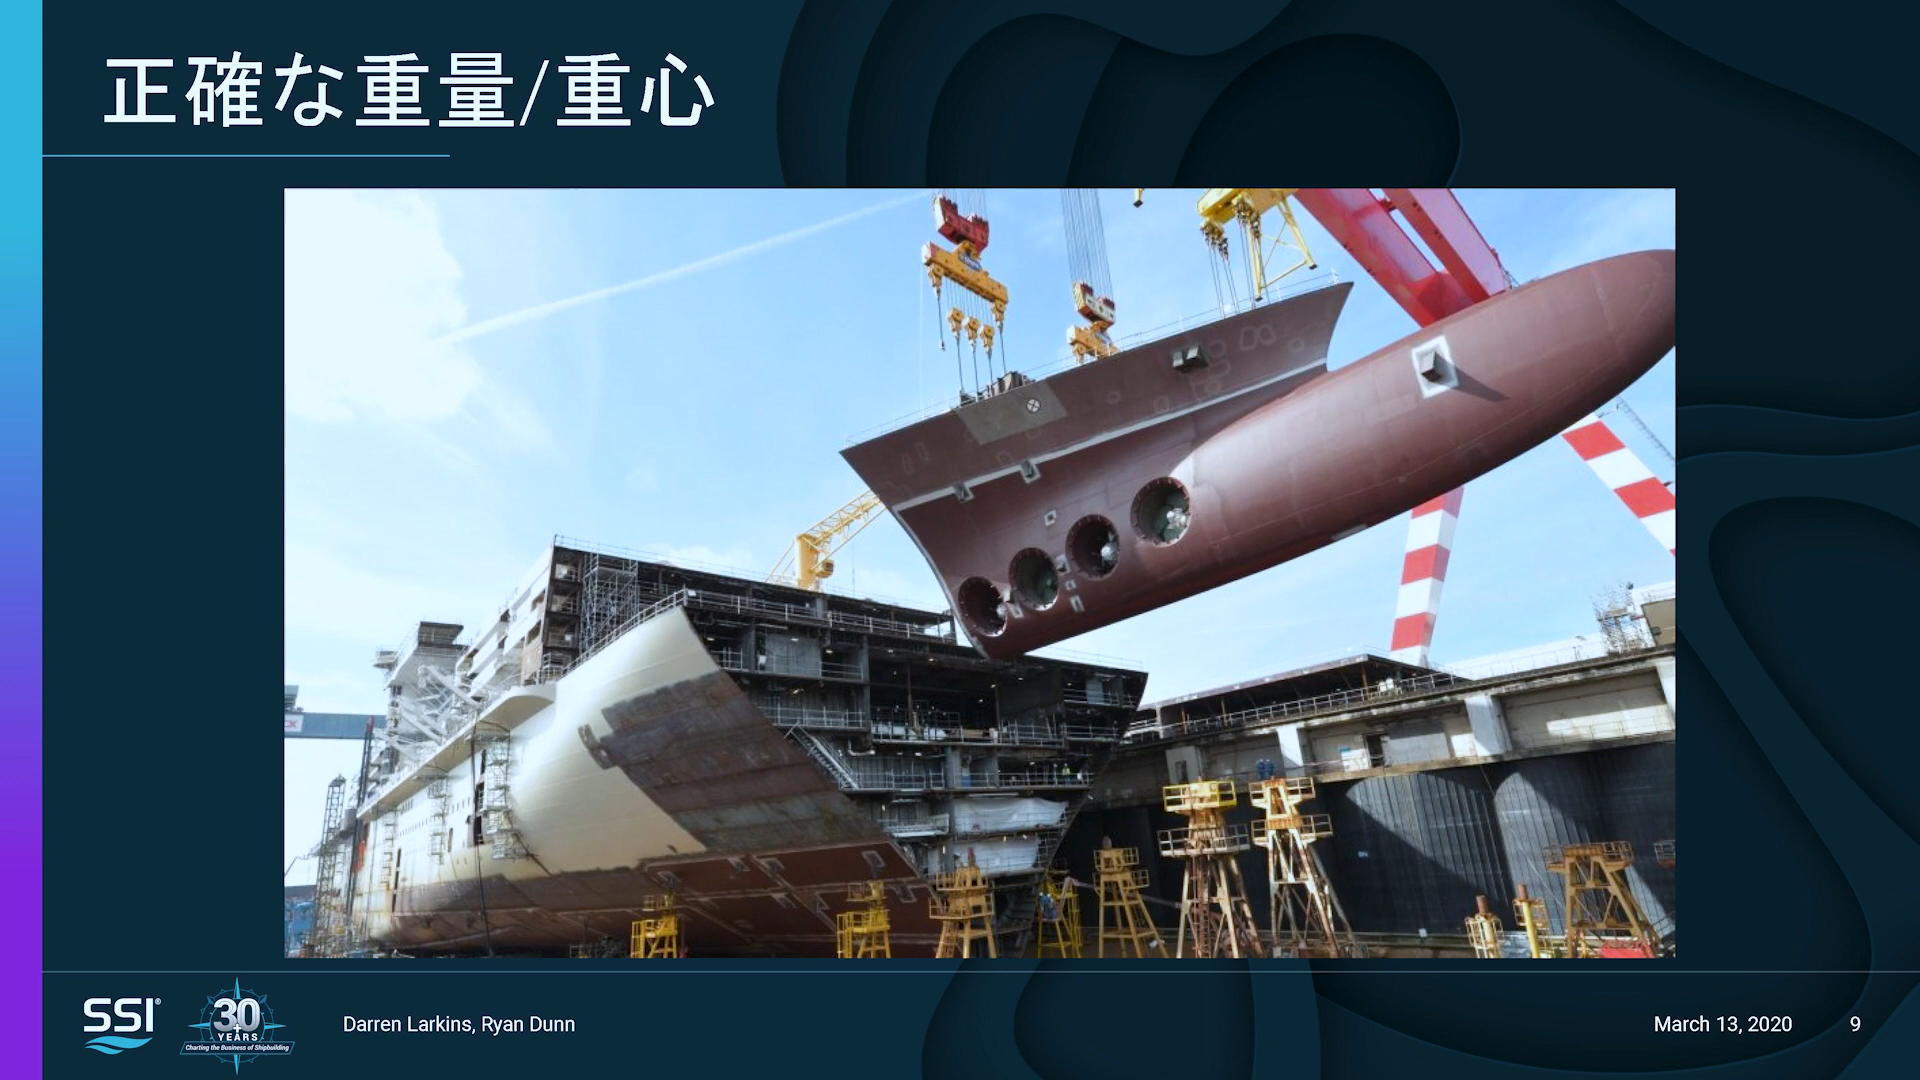 正確な重量/重心
SSI®
30
YEARS
Charting the Business of Shipbuilding
Darren Larkins, Ryan Dunn
March 13, 2020
9